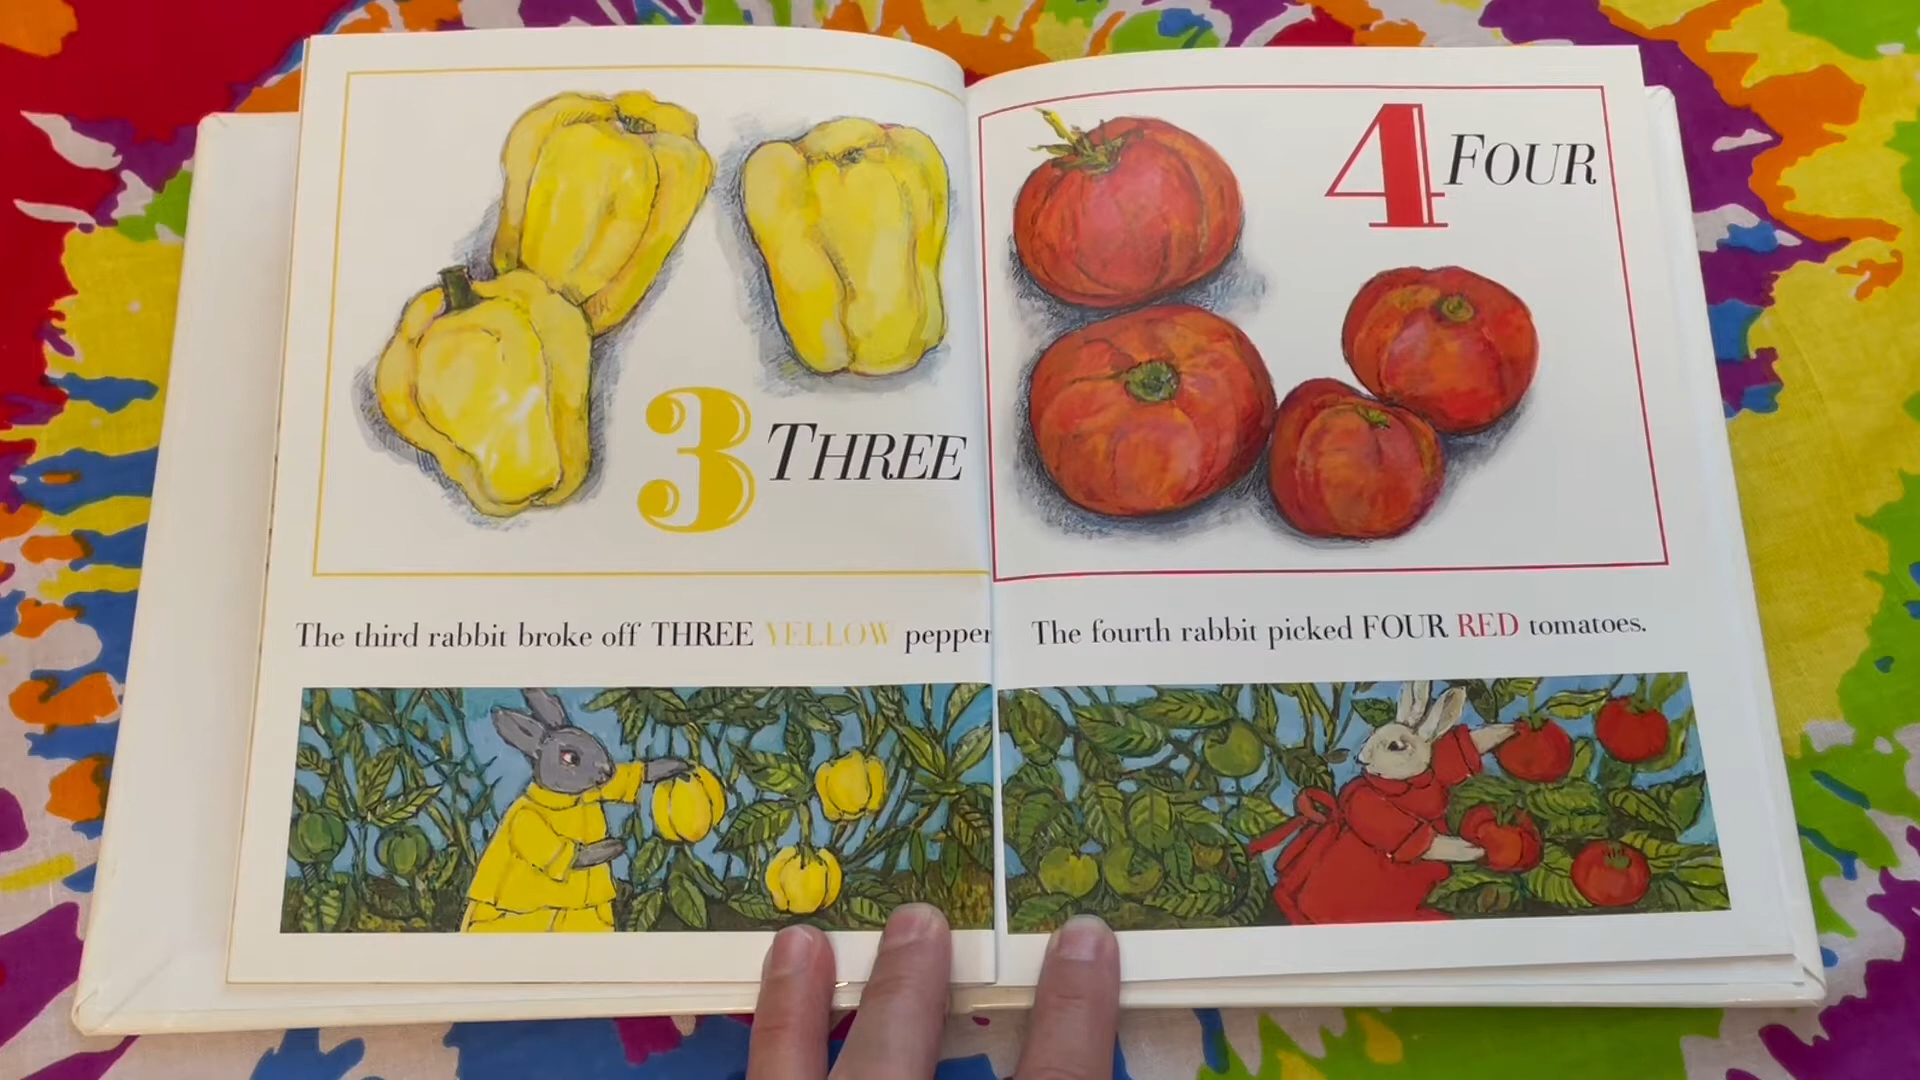 3 THREE
The third rabbit broke off THREE YELLOW pepper
4 FOUR
The fourth rabbit picked FOUR RED tomatoes.